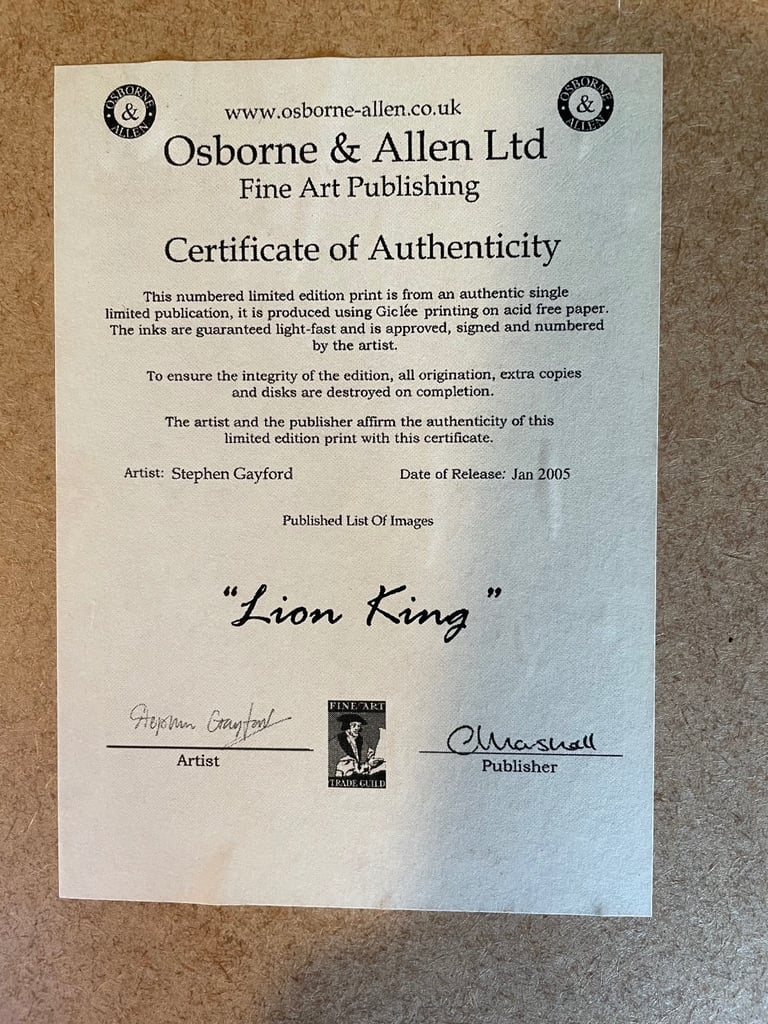 OSBORNE & ALLEN
OSBORNE & ALLEN
www.osborne-allen.co.uk
Osborne & Allen Ltd
Fine Art Publishing
Certificate of Authenticity
This numbered limited edition print is from an authentic single
limited publication, it is produced using Giclée printing on acid free paper.
The inks are guaranteed light-fast and is approved, signed and numbered
by the artist.
To ensure the integrity of the edition, all origination, extra copies
and disks are destroyed on completion.
The artist and the publisher affirm the authenticity of this
limited edition print with this certificate.
Artist: Stephen Gayford
Date of Release: Jan 2005
Published List Of Images
"Lion King"
Stephen Gayford
CMarshall
Artist
Publisher
FINE ART
TRADE GUILD